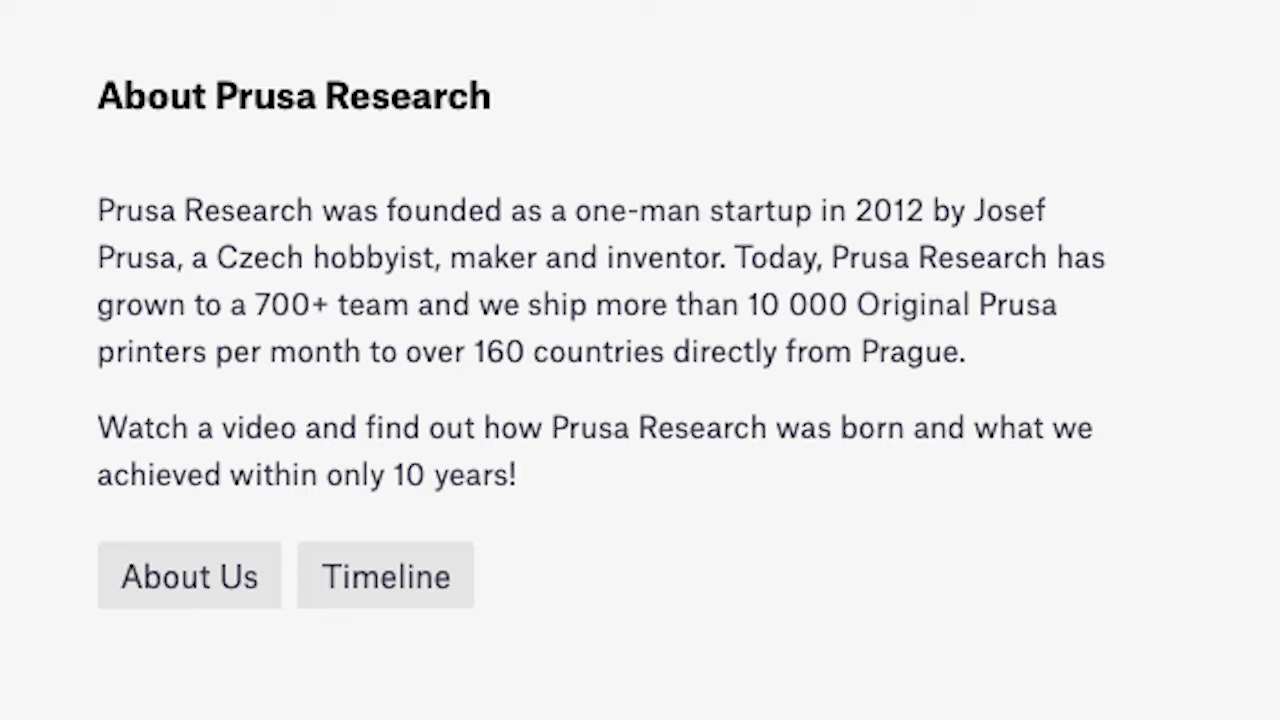 About Prusa Research
Prusa Research was founded as a one-man startup in 2012 by Josef
Prusa, a Czech hobbyist, maker and inventor. Today, Prusa Research has
grown to a 700+ team and we ship more than 10 000 Original Prusa
printers per month to over 160 countries directly from Prague.
Watch a video and find out how Prusa Research was born and what we
achieved within only 10 years!
About Us
Timeline